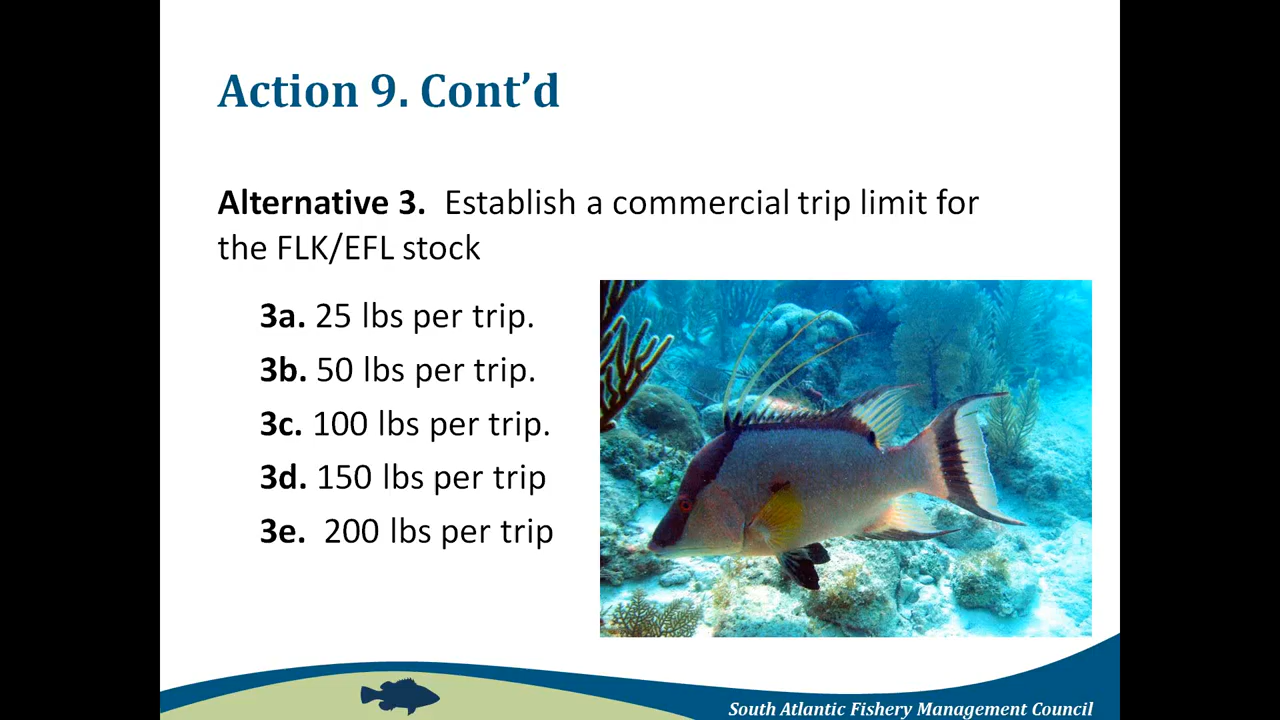 Action 9. Cont’d
Alternative 3.  Establish a commercial trip limit for
the FLK/EFL stock
3a. 25 lbs per trip.
3b. 50 lbs per trip.
3c. 100 lbs per trip.
3d. 150 lbs per trip
3e.  200 lbs per trip
South Atlantic Fishery Management Council